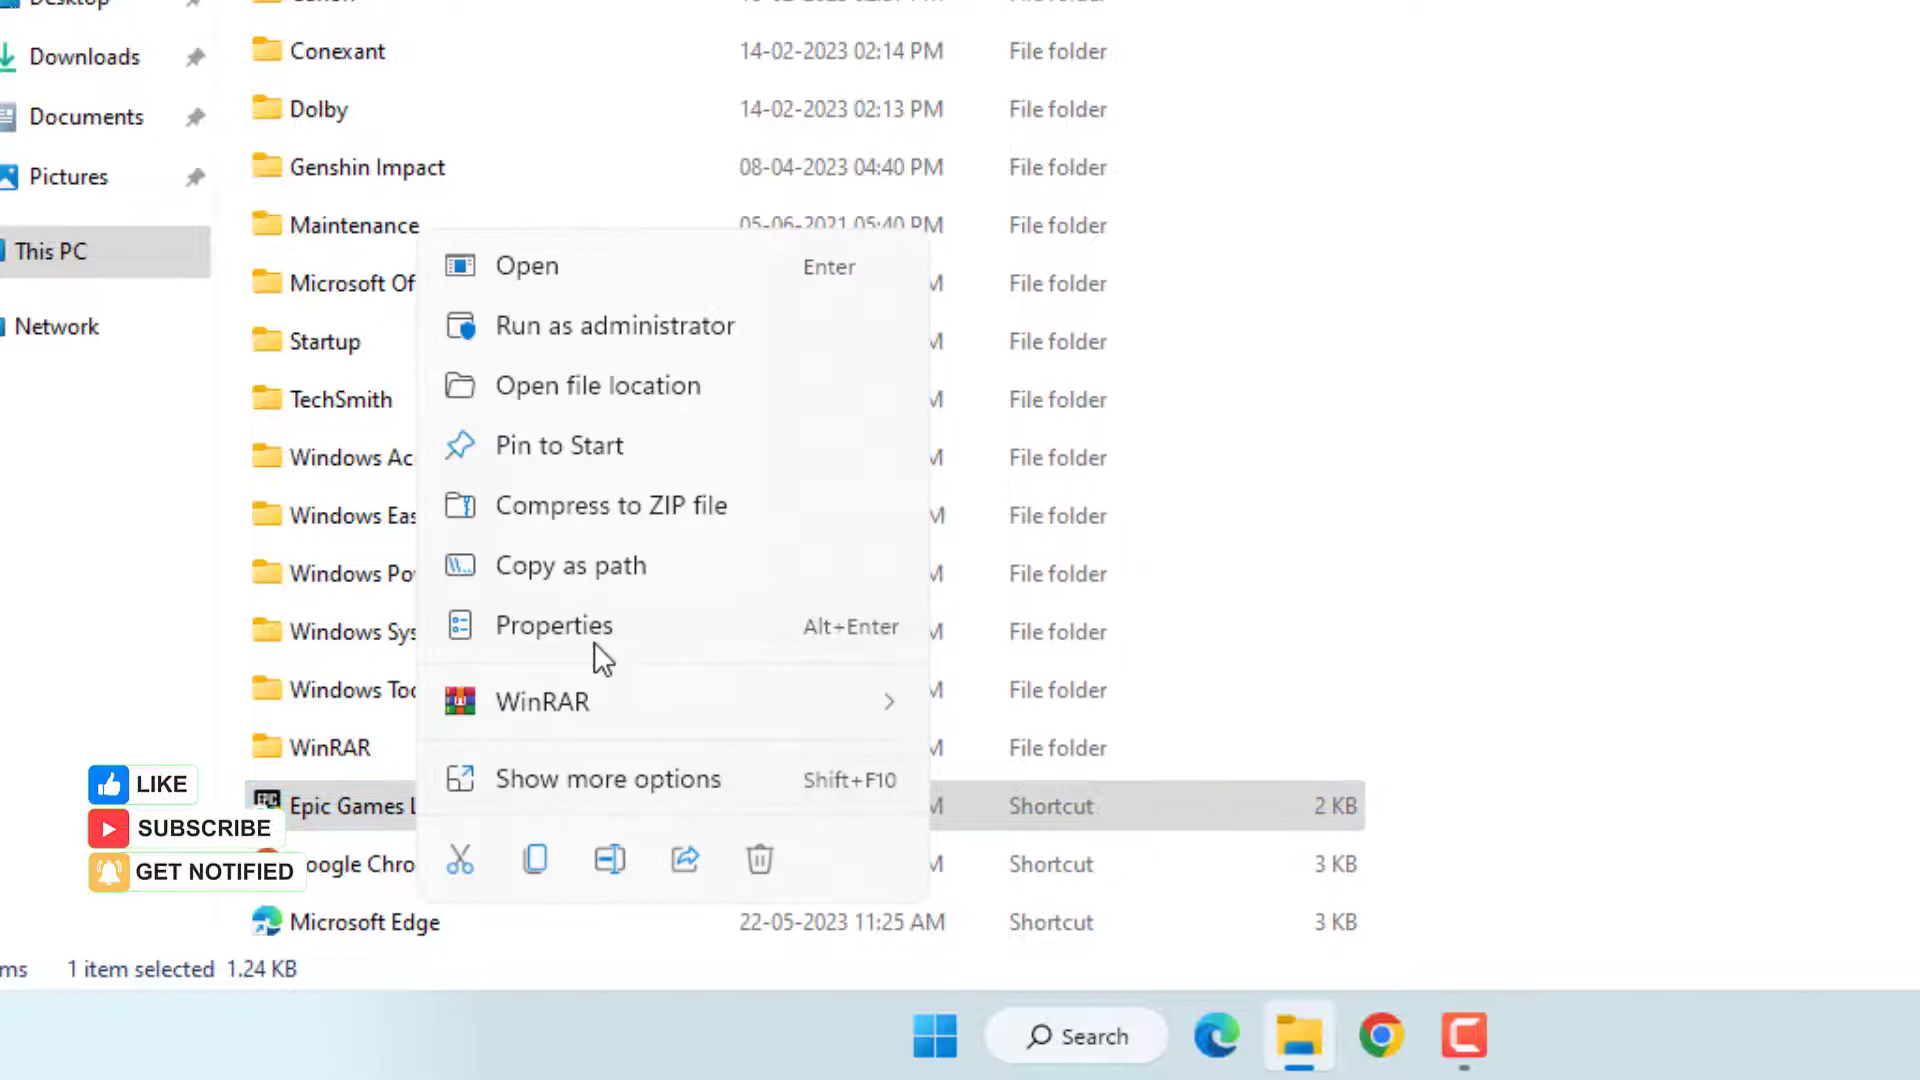 Desktop
Downloads
Documents
Pictures
This PC
Network
Conexant 14-02-2023 02:14 PM File folder
Dolby 14-02-2023 02:13 PM File folder
Genshin Impact 08-04-2023 04:40 PM File folder
Maintenance 05-06-2021 05:40 PM File folder
Microsoft Of M File folder
Startup M File folder
TechSmith M File folder
Windows Ac M File folder
Windows Eas M File folder
Windows Po M File folder
Windows Sys M File folder
Windows Too M File folder
WinRAR M File folder
Epic Games L M Shortcut 2 KB
oogle Chro M Shortcut 3 KB
Microsoft Edge 22-05-2023 11:25 AM Shortcut 3 KB
Open Enter
Run as administrator
Open file location
Pin to Start
Compress to ZIP file
Copy as path
Properties Alt+Enter
WinRAR
Show more options Shift+F10
LIKE
SUBSCRIBE
GET NOTIFIED
ms 1 item selected 1.24 KB
Search